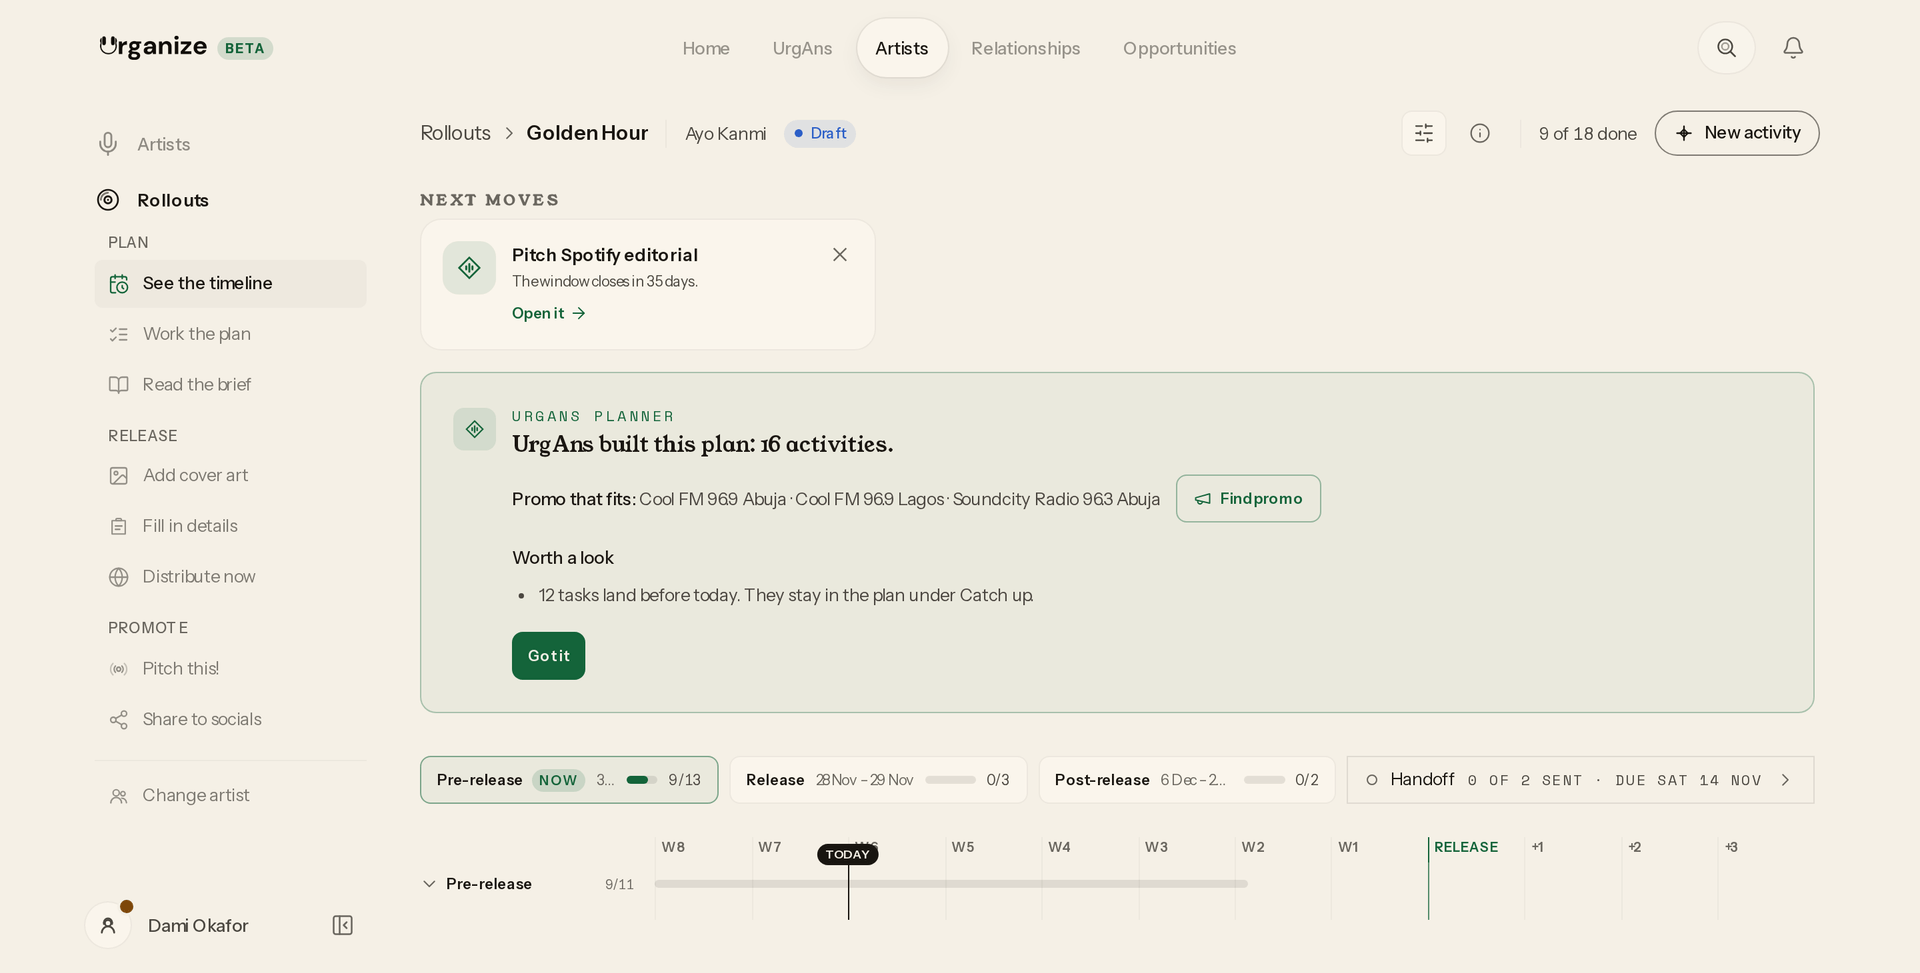 Urganize BETA
Home UrgAns Artists Relationships Opportunities
Artists
Rollouts
PLAN
See the timeline
Work the plan
Read the brief
RELEASE
Add cover art
Fill in details
Distribute now
PROMOTE
Pitch this!
Share to socials
Change artist
Dami Okafor
Rollouts Golden Hour Ayo Kanmi Draft 9 of 18 done New activity
NEXT MOVES
Pitch Spotify editorial
The window closes in 35 days.
Open it
URGANS PLANNER
UrgAns built this plan: 16 activities.
Promo that fits: Cool FM 96.9 Abuja · Cool FM 96.9 Lagos · Soundcity Radio 96.3 Abuja Find promo
Worth a look
• 12 tasks land before today. They stay in the plan under Catch up.
Got it
Pre-release NOW 3... 9/13 Release 28 Nov – 29 Nov 0/3 Post-release 6 Dec – 2... 0/2 Handoff 0 OF 2 SENT · DUE SAT 14 NOV
W8 W7 W5 W4 W3 W2 W1 RELEASE +1 +2 +3
TODAY
Pre-release 9/11